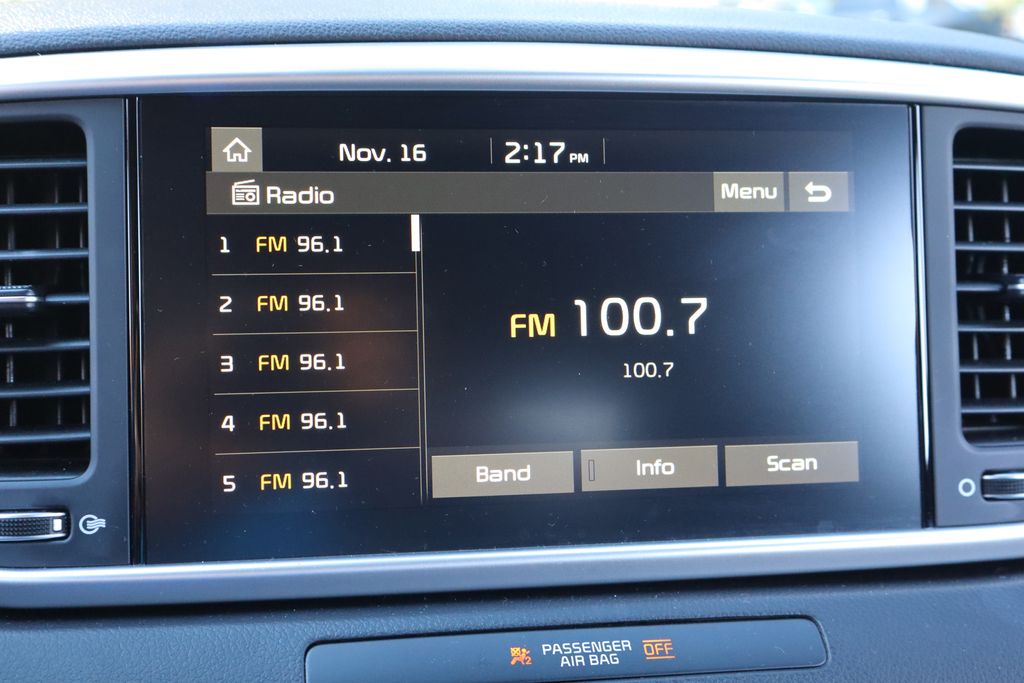 Nov. 16 2:17 PM
Radio Menu
1 FM 96.1
2 FM 96.1
3 FM 96.1
4 FM 96.1
5 FM 96.1
FM 100.7
100.7
Band Info Scan
PASSENGER
AIR BAG OFF